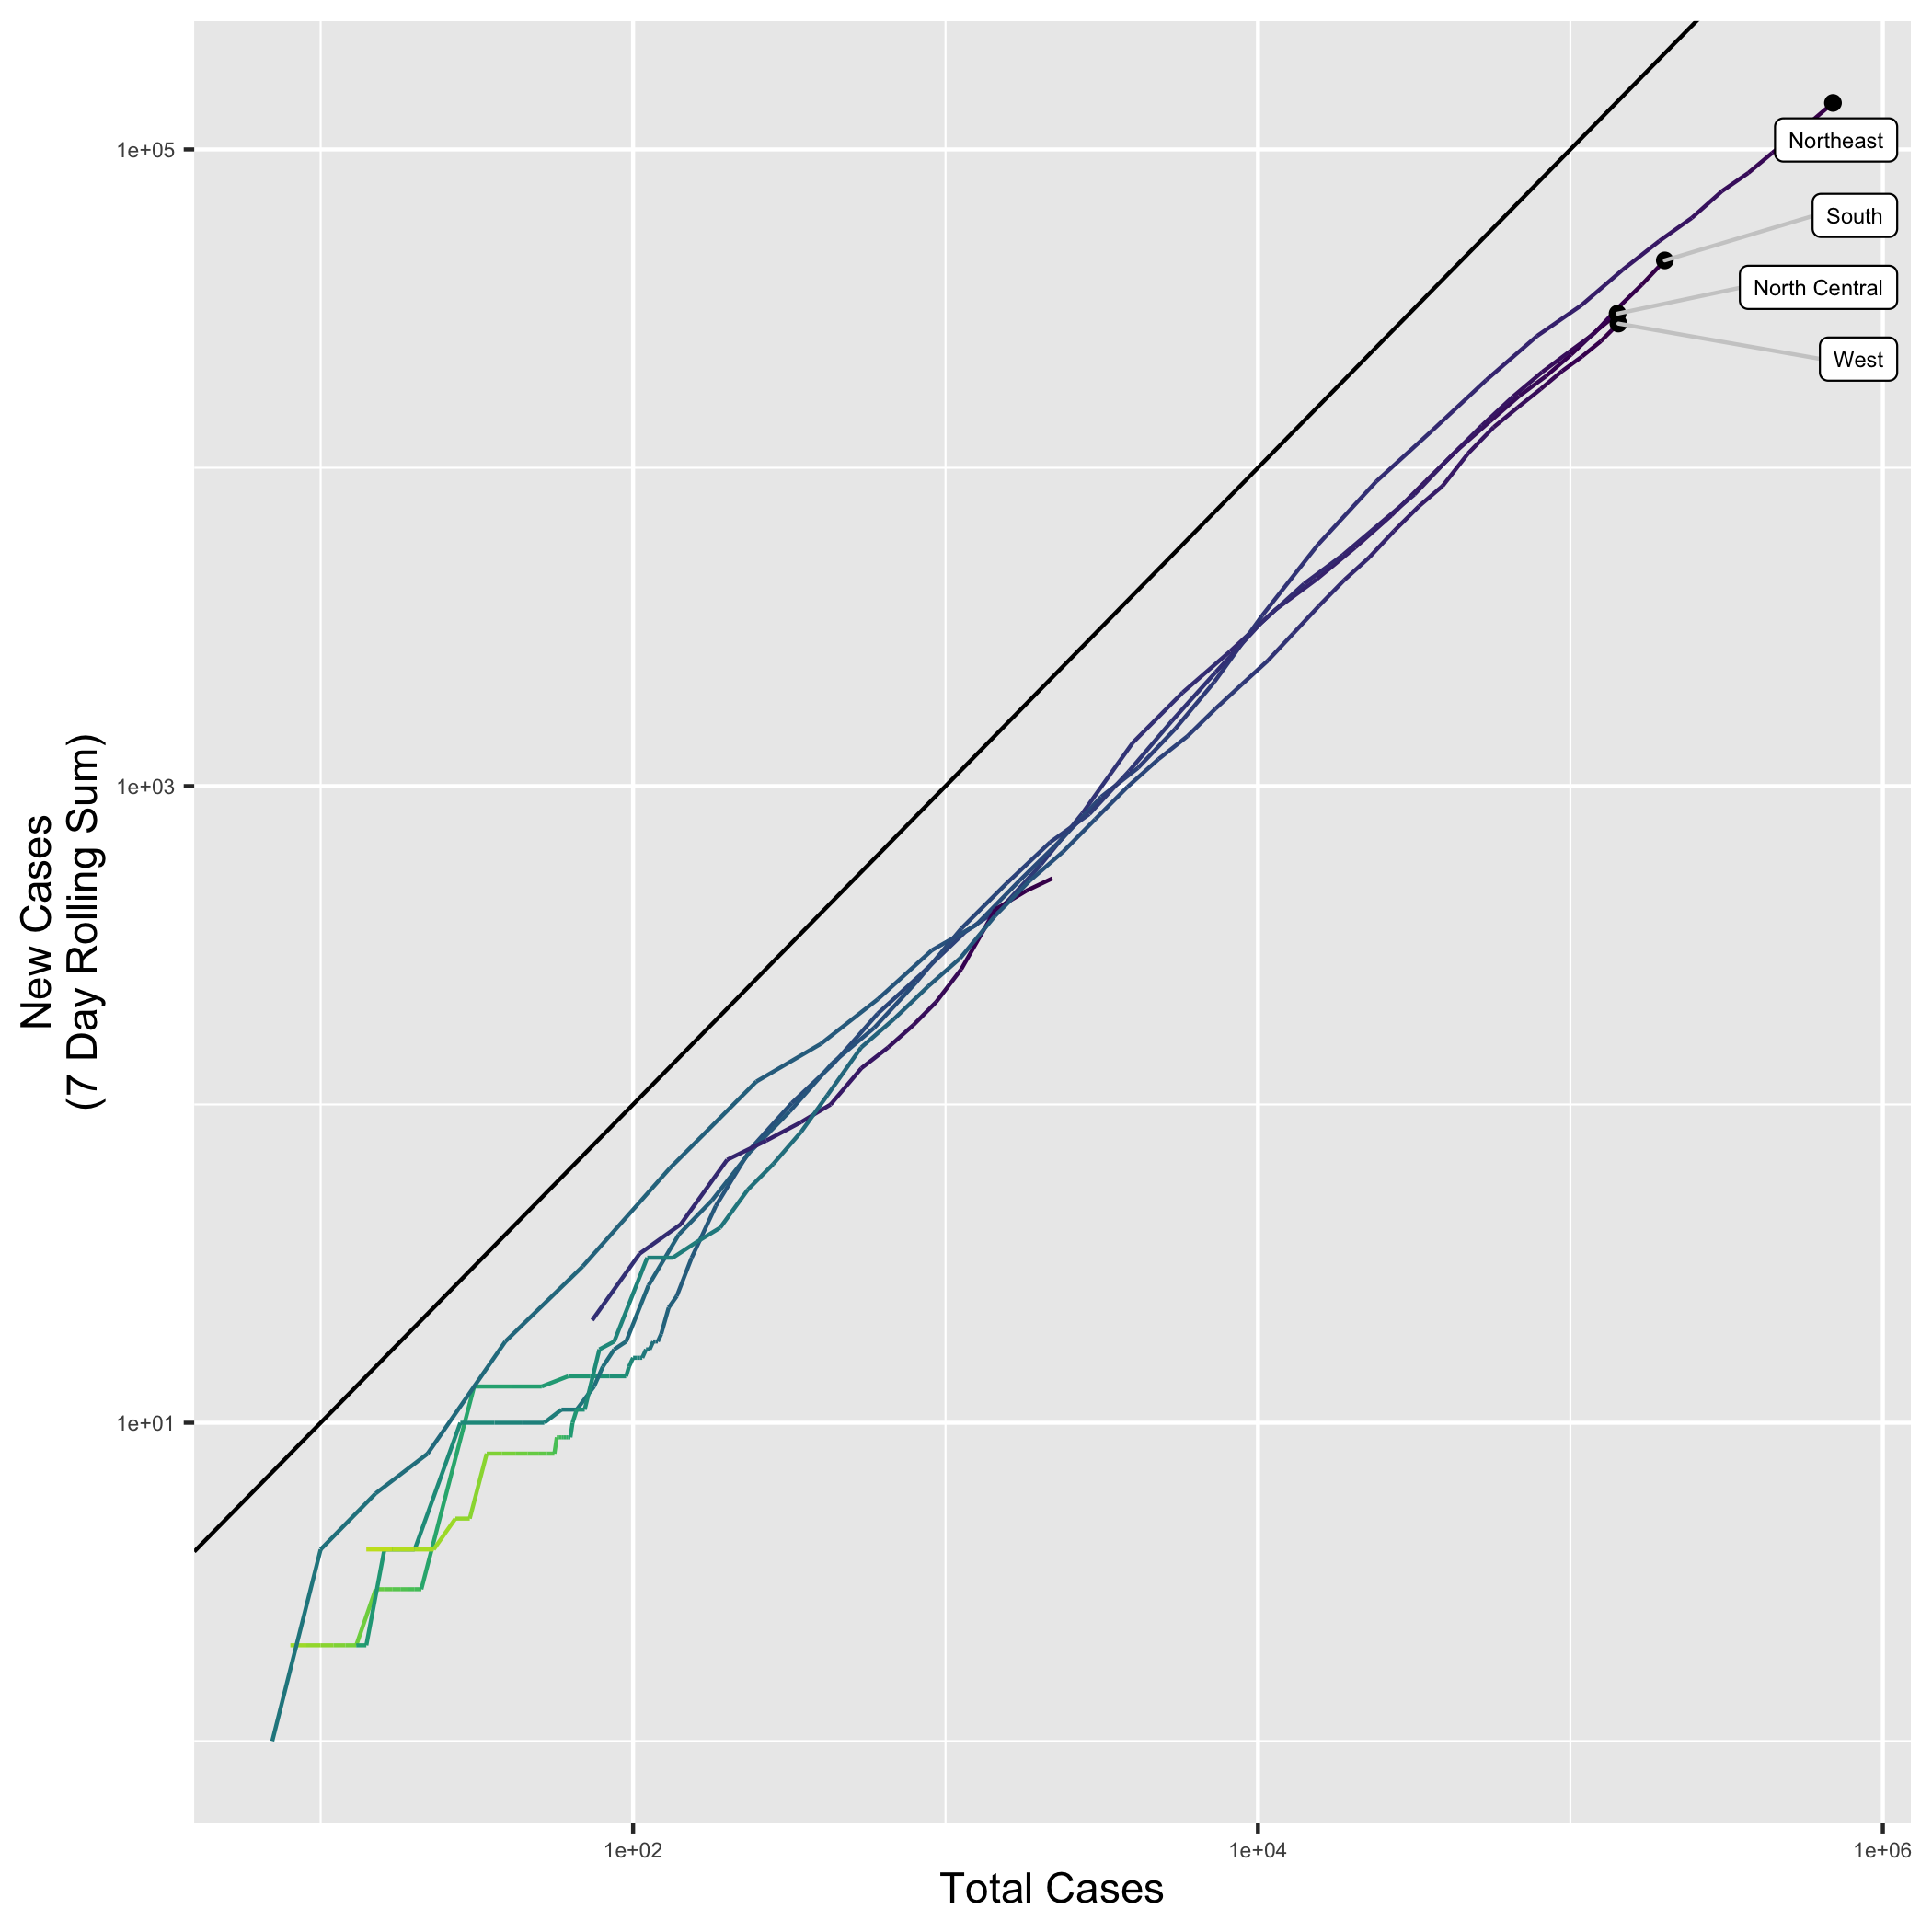 1e+05
1e+03
1e+01
New Cases
(7 Day Rolling Sum)
Northeast
South
North Central
West
1e+02
1e+04
1e+06
Total Cases